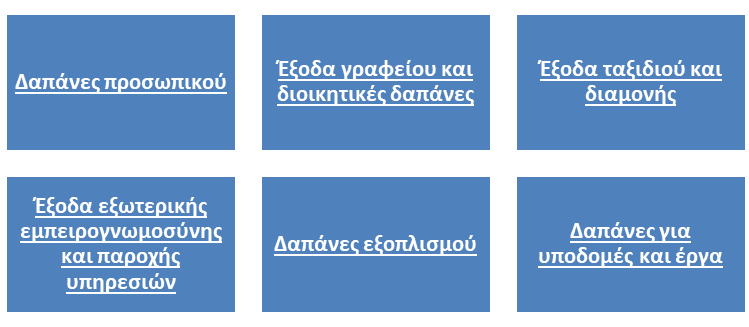 Δαπάνες προσωπικού
Έξοδα γραφείου και
διοικητικές δαπάνες
Έξοδα ταξιδιού και
διαμονής
Έξοδα εξωτερικής
εμπειρογνωμοσύνης
και παροχής
υπηρεσιών
Δαπάνες εξοπλισμού
Δαπάνες για
υποδομές και έργα